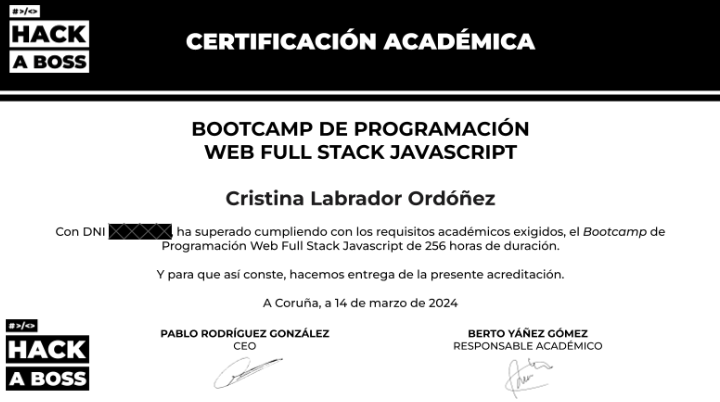 #>/<>
HACK
A BOSS
CERTIFICACIÓN ACADÉMICA
BOOTCAMP DE PROGRAMACIÓN
WEB FULL STACK JAVASCRIPT
Cristina Labrador Ordóñez
Con DNI , ha superado cumpliendo con los requisitos académicos exigidos, el Bootcamp de
Programación Web Full Stack Javascript de 256 horas de duración.
Y para que así conste, hacemos entrega de la presente acreditación.
A Coruña, a 14 de marzo de 2024
#>/<>
HACK
A BOSS
PABLO RODRÍGUEZ GONZÁLEZ
CEO
BERTO YÁÑEZ GÓMEZ
RESPONSABLE ACADÉMICO